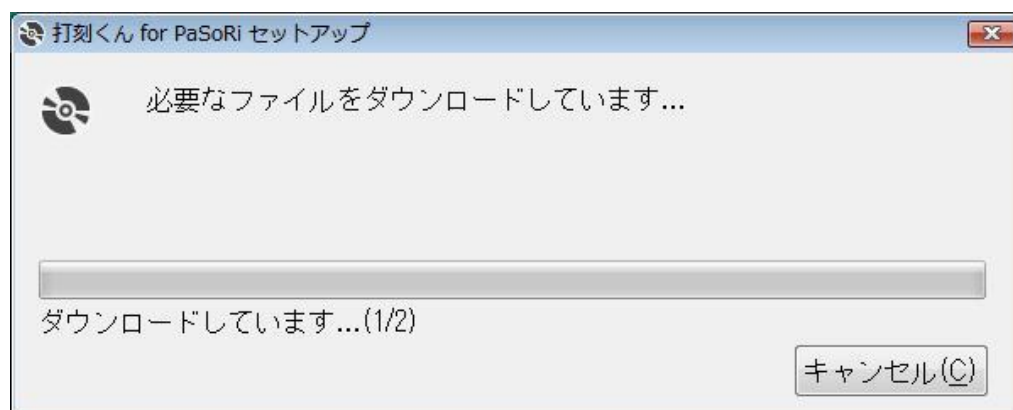 打刻くん for PaSoRi セットアップ
必要なファイルをダウンロードしています...
ダウンロードしています...(1/2)
キャンセル(C)